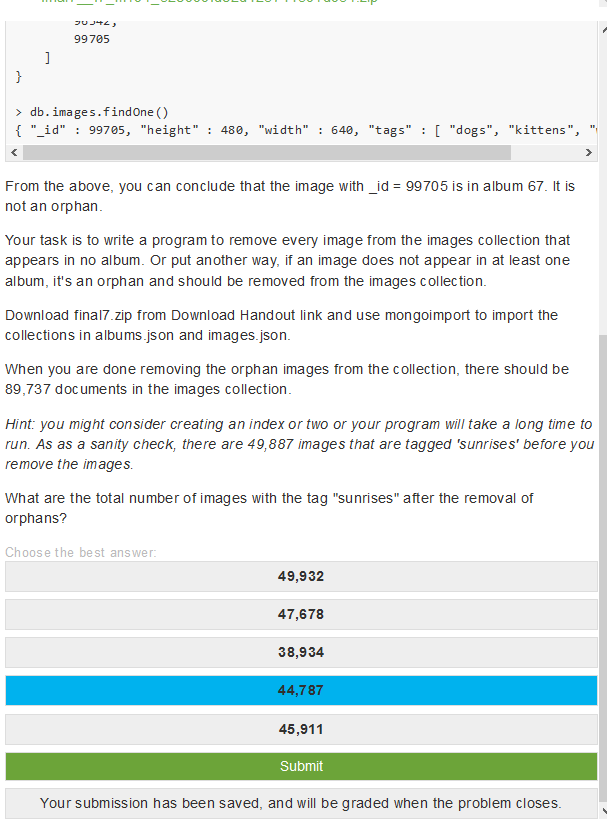 99705
]
}
> db.images.findOne()
{ "_id" : 99705, "height" : 480, "width" : 640, "tags" : [ "dogs", "kittens", "
From the above, you can conclude that the image with _id = 99705 is in album 67. It is
not an orphan.
Your task is to write a program to remove every image from the images collection that
appears in no album. Or put another way, if an image does not appear in at least one
album, it's an orphan and should be removed from the images collection.
Download final7.zip from Download Handout link and use mongoimport to import the
collections in albums.json and images.json.
When you are done removing the orphan images from the collection, there should be
89,737 documents in the images collection.
Hint: you might consider creating an index or two or your program will take a long time to
run. As as a sanity check, there are 49,887 images that are tagged 'sunrises' before you
remove the images.
What are the total number of images with the tag "sunrises" after the removal of
orphans?
Choose the best answer:
49,932
47,678
38,934
44,787
45,911
Submit
Your submission has been saved, and will be graded when the problem closes.